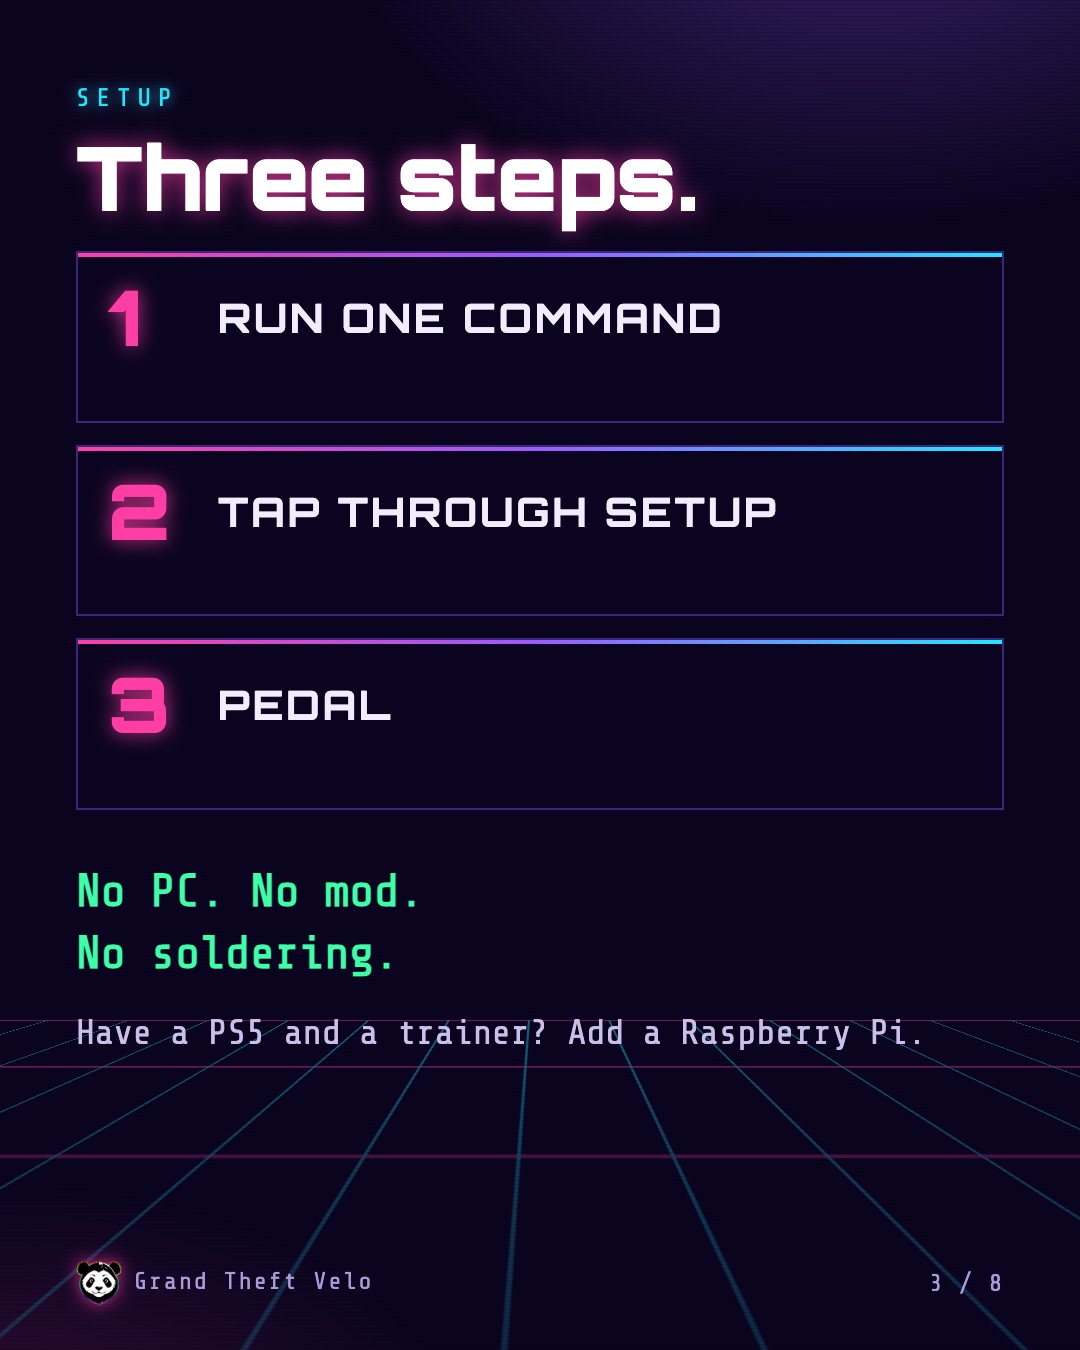 SETUP
Three steps.
1 RUN ONE COMMAND
2 TAP THROUGH SETUP
3 PEDAL
No PC. No mod.
No soldering.
Have a PS5 and a trainer? Add a Raspberry Pi.
Grand Theft Velo 3 / 8